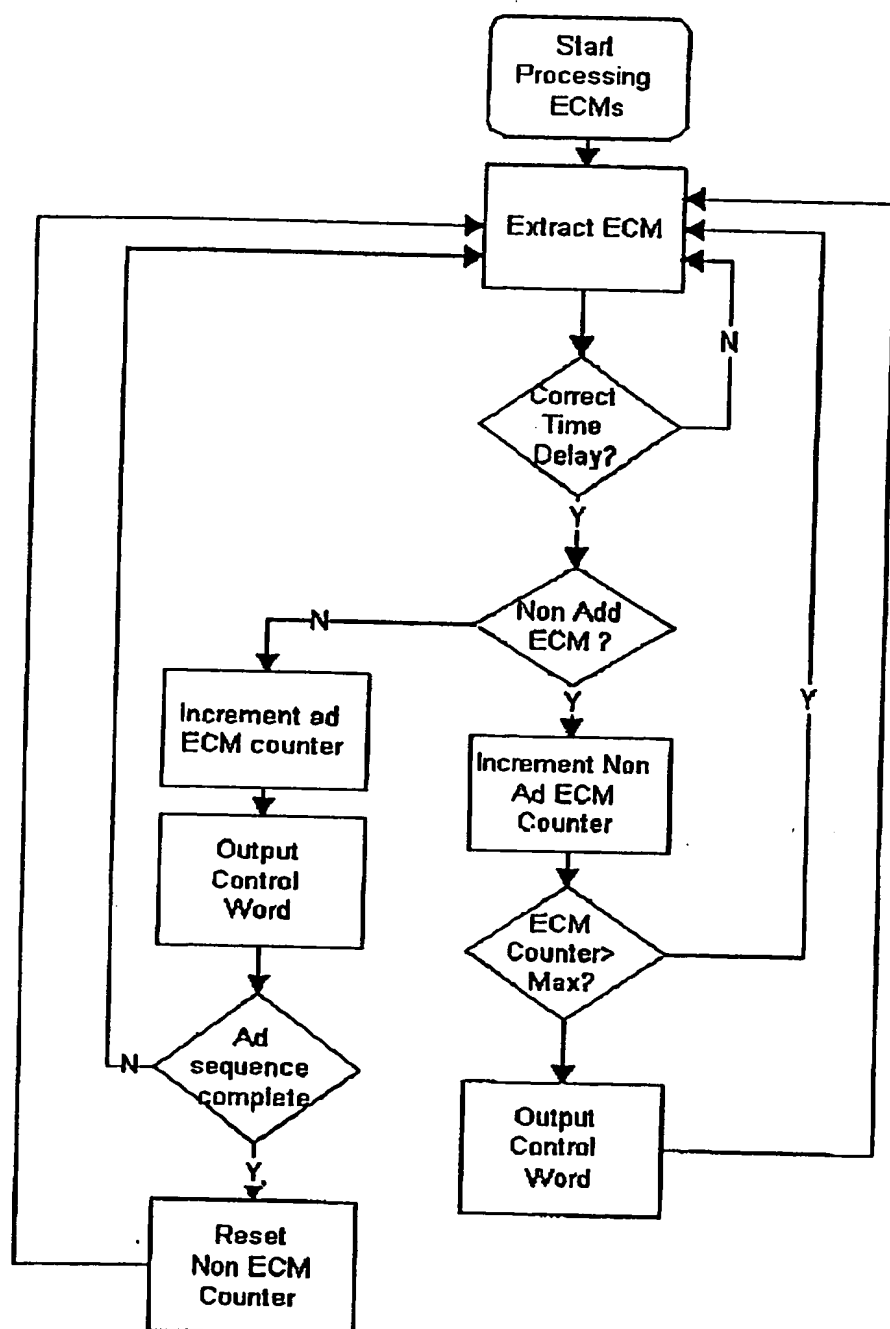 Start
Processing
ECMs
Extract ECM
N
Correct
Time
Delay?
Y
Non Add
ECM ?
N
Y
Increment ad
ECM counter
Increment Non
Ad ECM
Counter
Y
Output
Control
Word
ECM
Counter>
Max?
Ad
sequence
complete
N
Y
Output
Control
Word
Reset
Non ECM
Counter